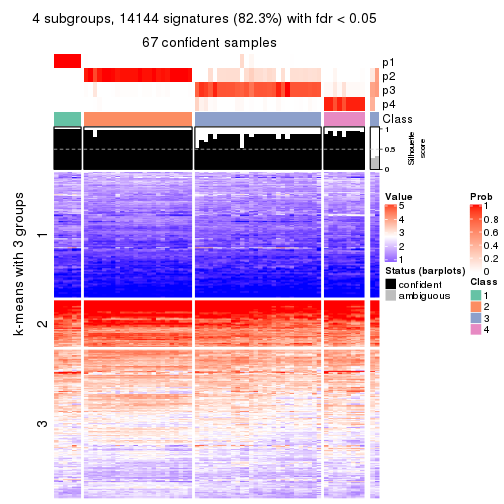 4 subgroups, 14144 signatures (82.3%) with fdr < 0.05
67 confident samples
p1
p2
p3
p4
Class
1
0.5
0
Silhouette
score
k-means with 3 groups
1
2
3
Value
5
4
3
2
1
Status (barplots)
confident
ambiguous
Prob
1
0.8
0.6
0.4
0.2
0
Class
1
2
3
4